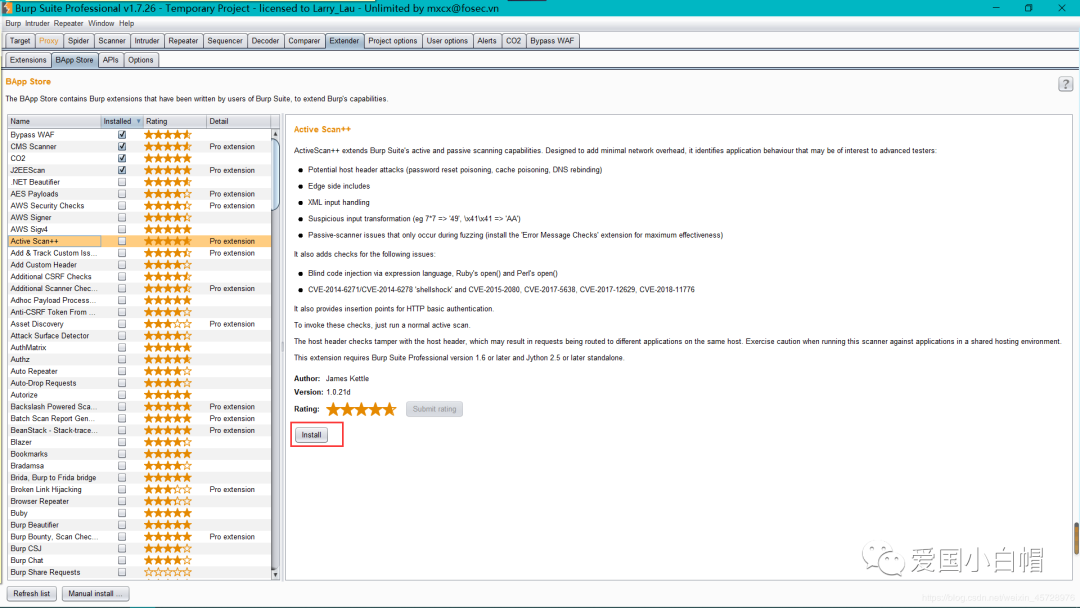 Burp Suite Professional v1.7.26 - Temporary Project - licensed to Larry_Lau - Unlimited by mxcx@fosec.vn
Burp Intruder Repeater Window Help
Target Proxy Spider Scanner Intruder Repeater Sequencer Decoder Comparer Extender Project options User options Alerts CO2 Bypass WAF
Extensions BApp Store APIs Options
BApp Store
?
The BApp Store contains Burp extensions that have been written by users of Burp Suite, to extend Burp's capabilities.
Name Installed Rating Detail
Bypass WAF
CMS Scanner Pro extension
CO2
J2EEScan Pro extension
.NET Beautifier
AES Payloads Pro extension
AWS Security Checks Pro extension
AWS Signer
AWS Sigv4
Active Scan++ Pro extension
Add & Track Custom Iss... Pro extension
Add Custom Header
Additional CSRF Checks
Additional Scanner Chec... Pro extension
Adhoc Payload Process...
Anti-CSRF Token From ...
Asset Discovery Pro extension
Attack Surface Detector
AuthMatrix
Authz
Auto Repeater
Auto-Drop Requests
Autorize
Backslash Powered Sca... Pro extension
Batch Scan Report Gen... Pro extension
BeanStack - Stack-trace... Pro extension
Blazer
Bookmarks
Bradamsa
Brida, Burp to Frida bridge
Broken Link Hijacking Pro extension
Browser Repeater
Buby
Burp Beautifier
Burp Bounty, Scan Chec... Pro extension
Burp CSJ
Burp Chat
Burp Share Requests
Refresh list Manual install ...
Active Scan++
ActiveScan++ extends Burp Suite's active and passive scanning capabilities. Designed to add minimal network overhead, it identifies application behaviour that may be of interest to advanced testers:
● Potential host header attacks (password reset poisoning, cache poisoning, DNS rebinding)
● Edge side includes
● XML input handling
● Suspicious input transformation (eg 7*7 => '49', \x41\x41 => 'AA')
● Passive-scanner issues that only occur during fuzzing (install the 'Error Message Checks' extension for maximum effectiveness)
It also adds checks for the following issues:
● Blind code injection via expression language, Ruby's open() and Perl's open()
● CVE-2014-6271/CVE-2014-6278 'shellshock' and CVE-2015-2080, CVE-2017-5638, CVE-2017-12629, CVE-2018-11776
It also provides insertion points for HTTP basic authentication.
To invoke these checks, just run a normal active scan.
The host header checks tamper with the host header, which may result in requests being routed to different applications on the same host. Exercise caution when running this scanner against applications in a shared hosting environment.
This extension requires Burp Suite Professional version 1.6 or later and Jython 2.5 or later standalone.
Author: James Kettle
Version: 1.0.21d
Rating: Submit rating
Install
爱国小白帽